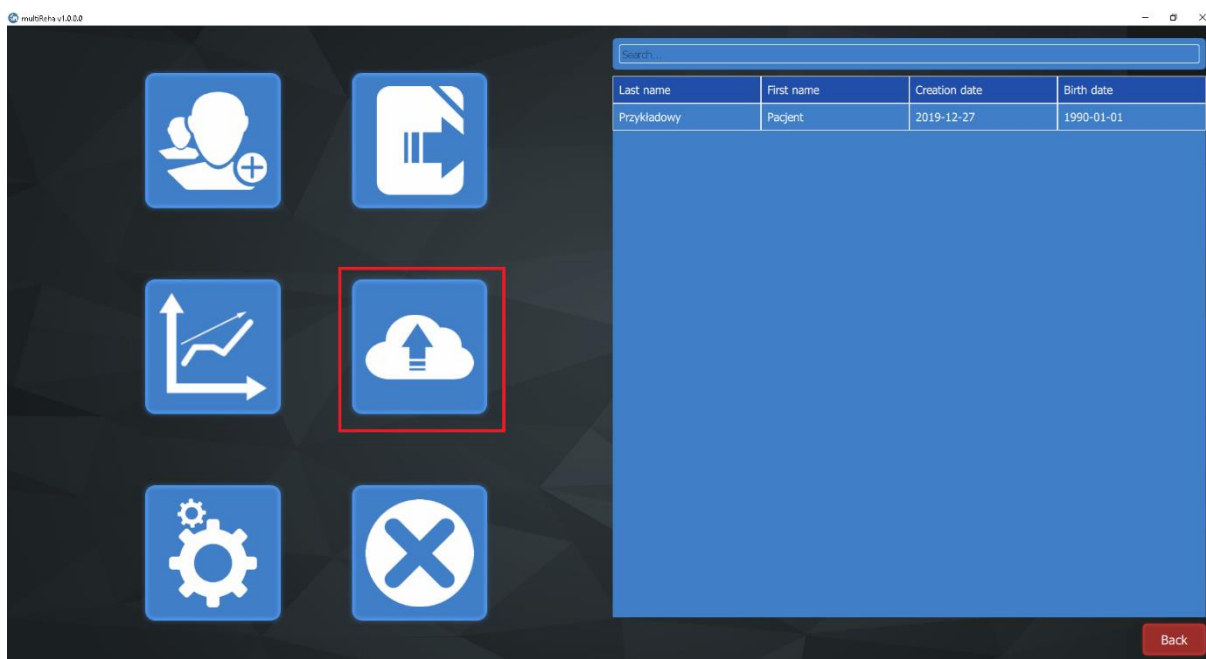 multiReha v1.0.0.0
Search...
Last name First name Creation date Birth date
Przykładowy Pacjent 2019-12-27 1990-01-01
Back